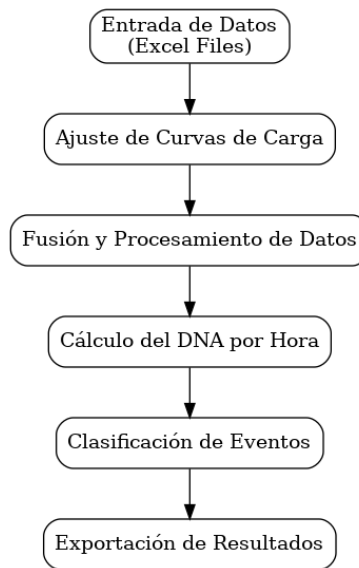 Entrada de Datos
(Excel Files)
Ajuste de Curvas de Carga
Fusión y Procesamiento de Datos
Cálculo del DNA por Hora
Clasificación de Eventos
Exportación de Resultados